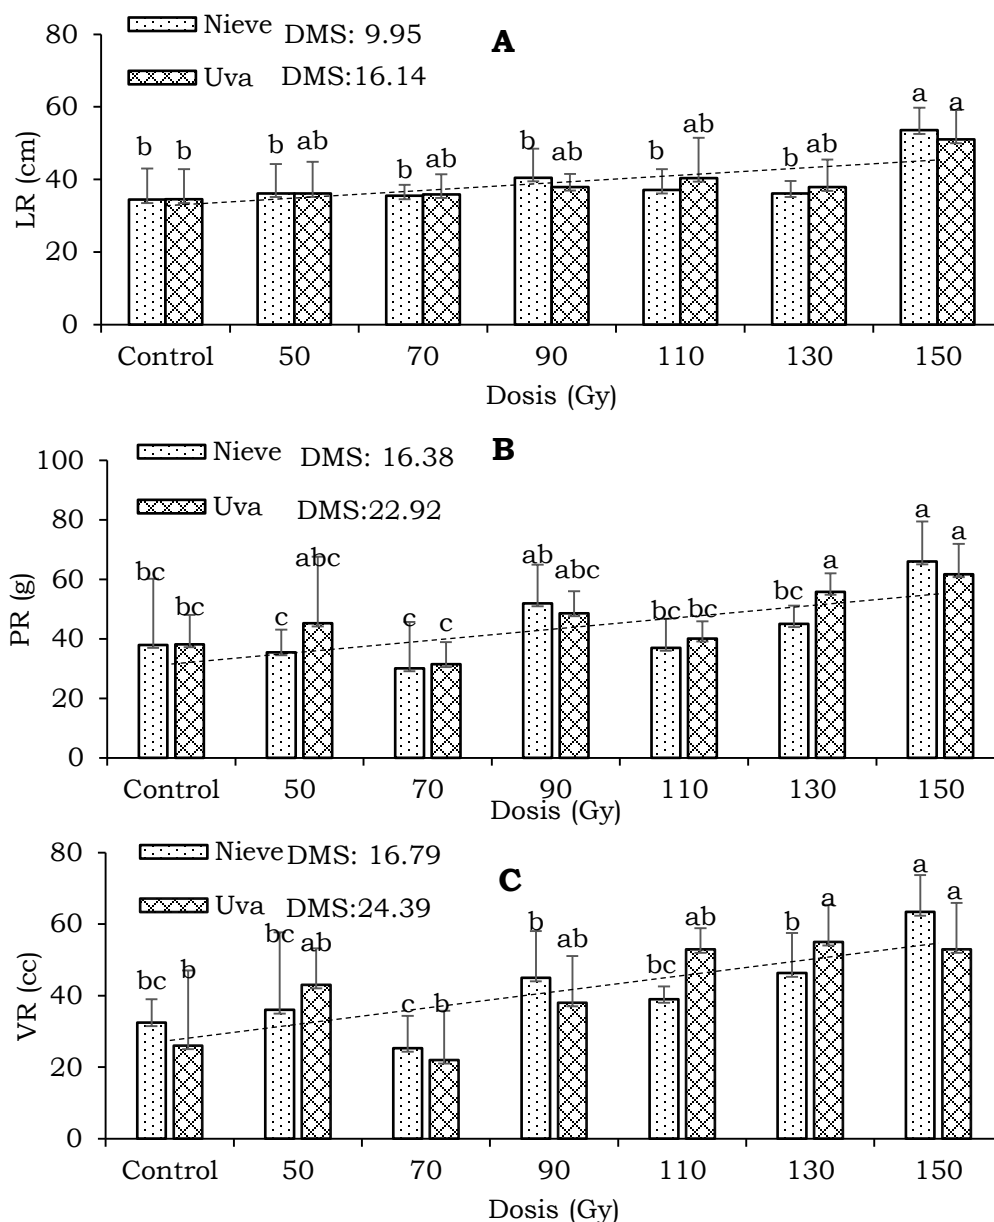 Nieve DMS: 9.95
A
Uva DMS:16.14
LR (cm)
80
60
40
20
0
b b b ab b ab b ab b ab b ab a a
Control 50 70 90 110 130 150
Dosis (Gy)
Nieve DMS: 16.38
B
Uva DMS:22.92
PR (g)
100
80
60
40
20
0
bc bc c abc c c ab abc bc bc bc a a a
Control 50 70 90 110 130 150
Dosis (Gy)
Nieve DMS: 16.79
C
Uva DMS:24.39
VR (cc)
80
60
40
20
0
bc b bc ab c b b ab bc ab b a a a
Control 50 70 90 110 130 150
Dosis (Gy)